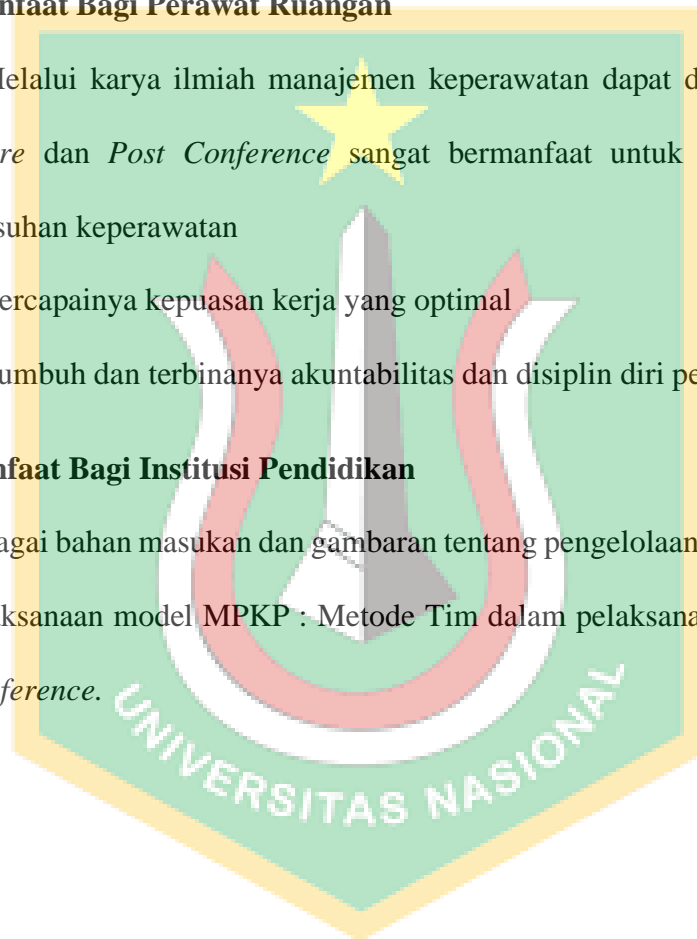 nfaat Bagi Perawat Ruangan
elalui karya ilmiah manajemen keperawatan dapat d
re dan Post Conference sangat bermanfaat untuk
suhan keperawatan
ercapainya kepuasan kerja yang optimal
umbuh dan terbinanya akuntabilitas dan disiplin diri pe
nfaat Bagi Institusi Pendidikan
agai bahan masukan dan gambaran tentang pengelolaan
aksanaan model MPKP : Metode Tim dalam pelaksana
ference.
UNIVERSITAS NASIONAL